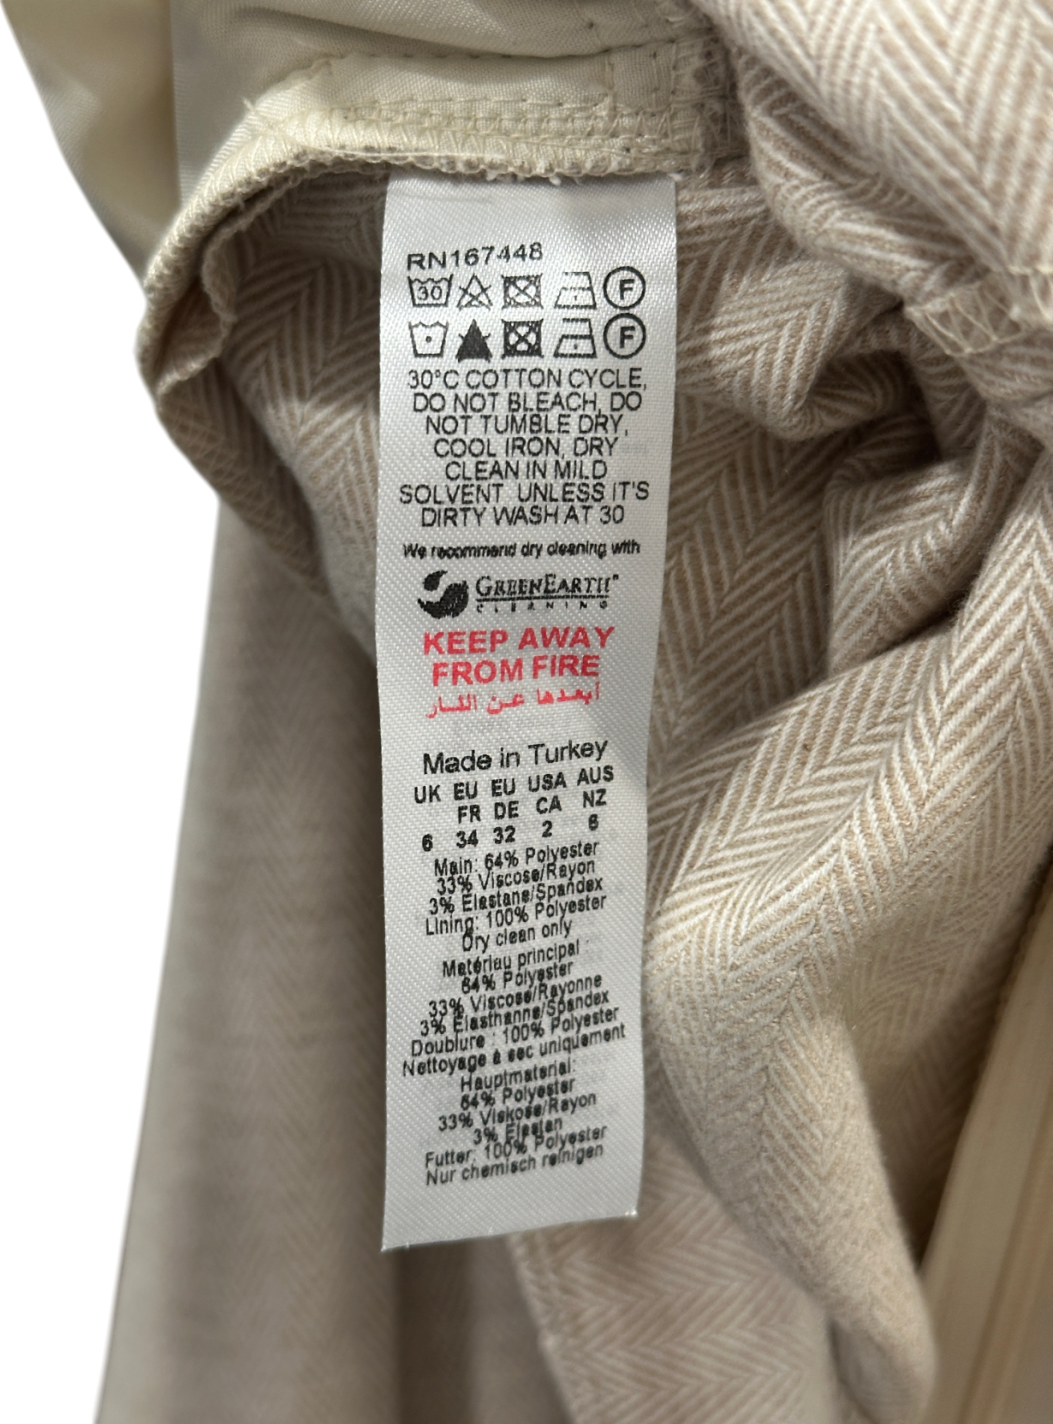 RN167448
30
F
F
30°C COTTON CYCLE,
DO NOT BLEACH, DO
NOT TUMBLE DRY,
COOL IRON, DRY
CLEAN IN MILD
SOLVENT UNLESS IT'S
DIRTY WASH AT 30
We recommend dry cleaning with
GREENEARTH®
CLEANING
KEEP AWAY
FROM FIRE
أبعدها عن النار
Made in Turkey
UK EU EU USA AUS
FR DE CA NZ
6 34 32 2 6
Main: 64% Polyester
33% Viscose/Rayon
3% Elastane/Spandex
Lining: 100% Polyester
Dry clean only
Matériau principal :
64% Polyester
33% Viscose/Rayonne
3% Élasthanne/Spandex
Doublure : 100% Polyester
Nettoyage à sec uniquement
Hauptmaterial:
64% Polyester
33% Viskose/Rayon
3% Elastan
Futter: 100% Polyester
Nur chemisch reinigen